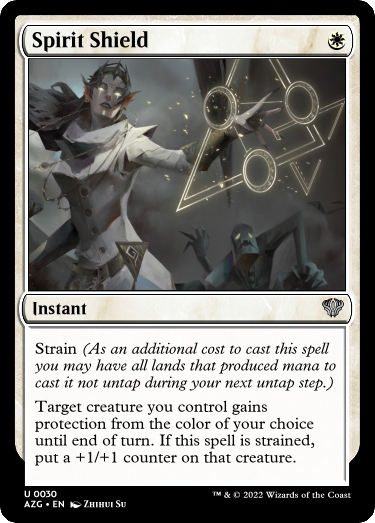 Spirit Shield
Instant
Strain (As an additional cost to cast this spell
you may have all lands that produced mana to
cast it not untap during your next untap step.)
Target creature you control gains
protection from the color of your choice
until end of turn. If this spell is strained,
put a +1/+1 counter on that creature.
U 0030
AZG • EN Zhihui Su
™ & © 2022 Wizards of the Coast